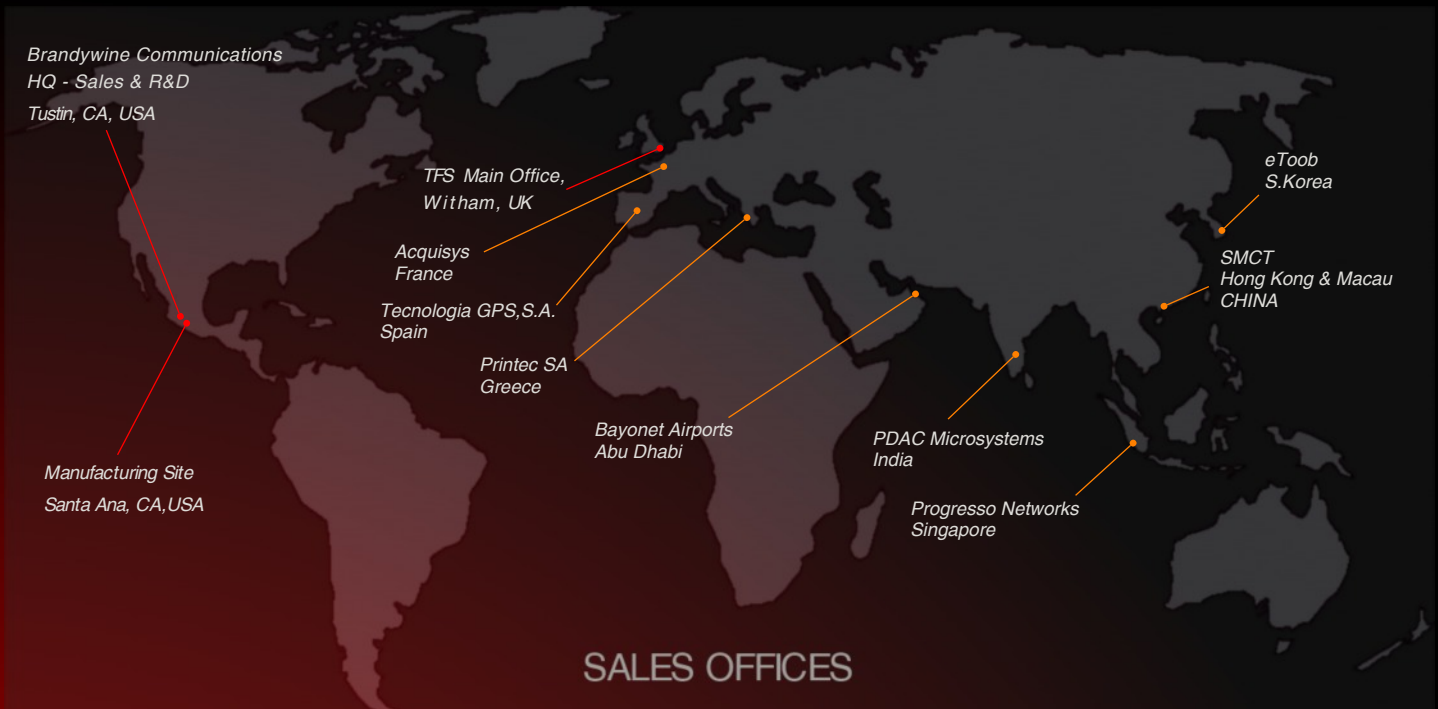 Brandywine Communications
HQ - Sales & R&D
Tustin, CA, USA
TFS Main Office,
Witham, UK
eToob
S.Korea
Acquisys
France
SMCT
Hong Kong & Macau
CHINA
Tecnologia GPS,S.A.
Spain
Printec SA
Greece
Bayonet Airports
Abu Dhabi
PDAC Microsystems
India
Manufacturing Site
Santa Ana, CA,USA
Progresso Networks
Singapore
SALES OFFICES